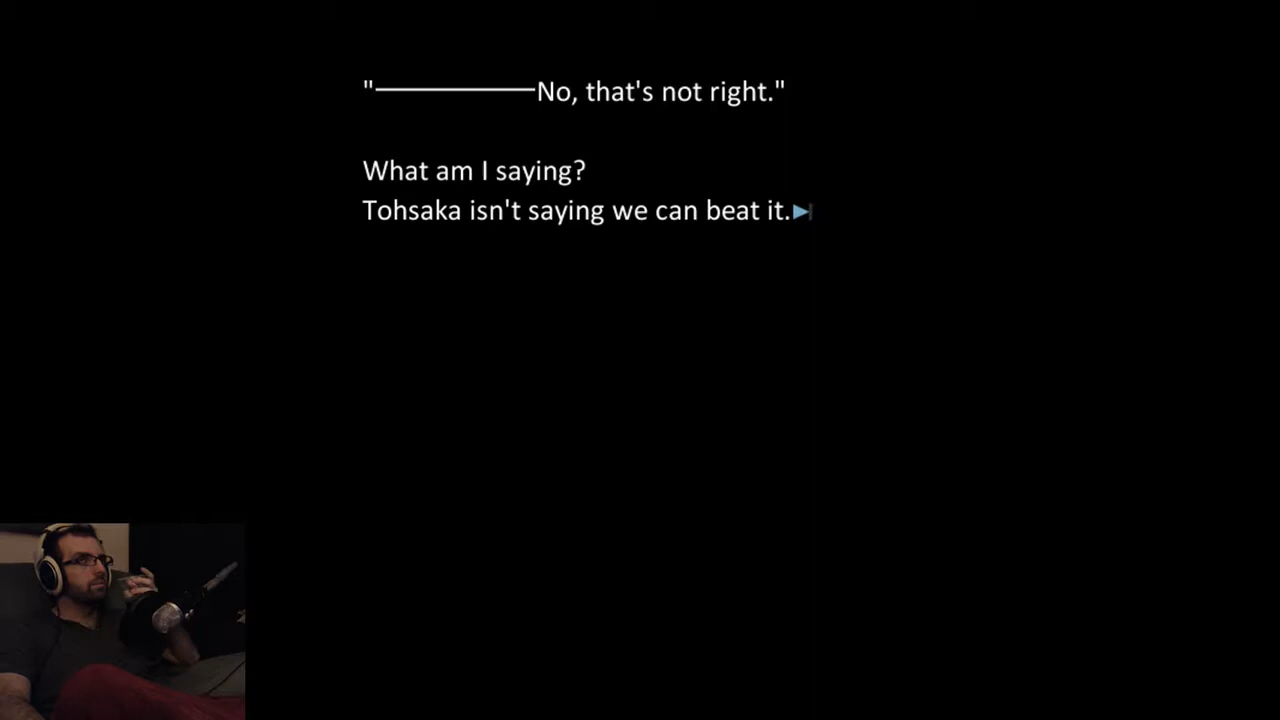 "————No, that's not right."
What am I saying?
Tohsaka isn't saying we can beat it.